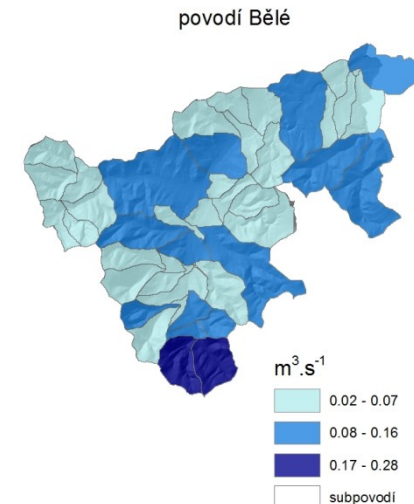 povodí Bělé
m³.s⁻¹
0.02 - 0.07
0.08 - 0.16
0.17 - 0.28
subpovodí